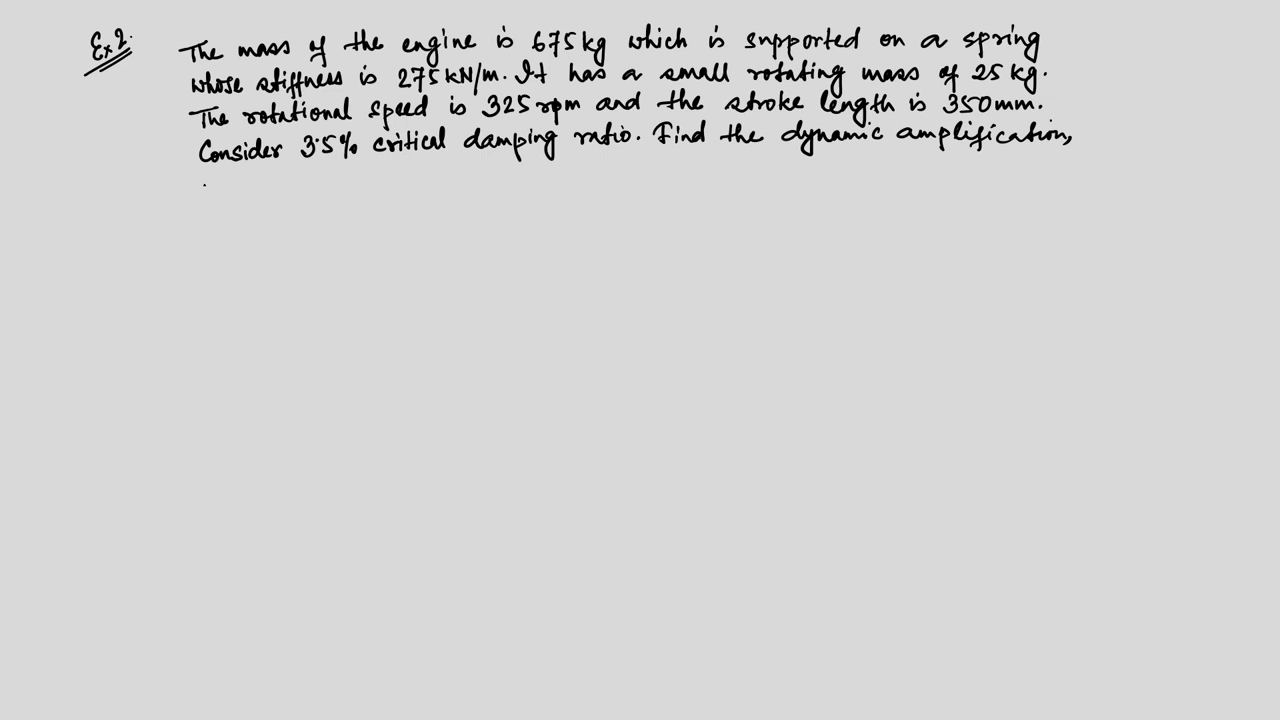 Ex 2.
The mass of the engine is 675 kg which is supported on a spring
whose stiffness is 275 kN/m. It has a small rotating mass of 25 kg.
The rotational speed is 325 rpm and the stroke length is 350 mm.
Consider 3.5% critical damping ratio. Find the dynamic amplification,